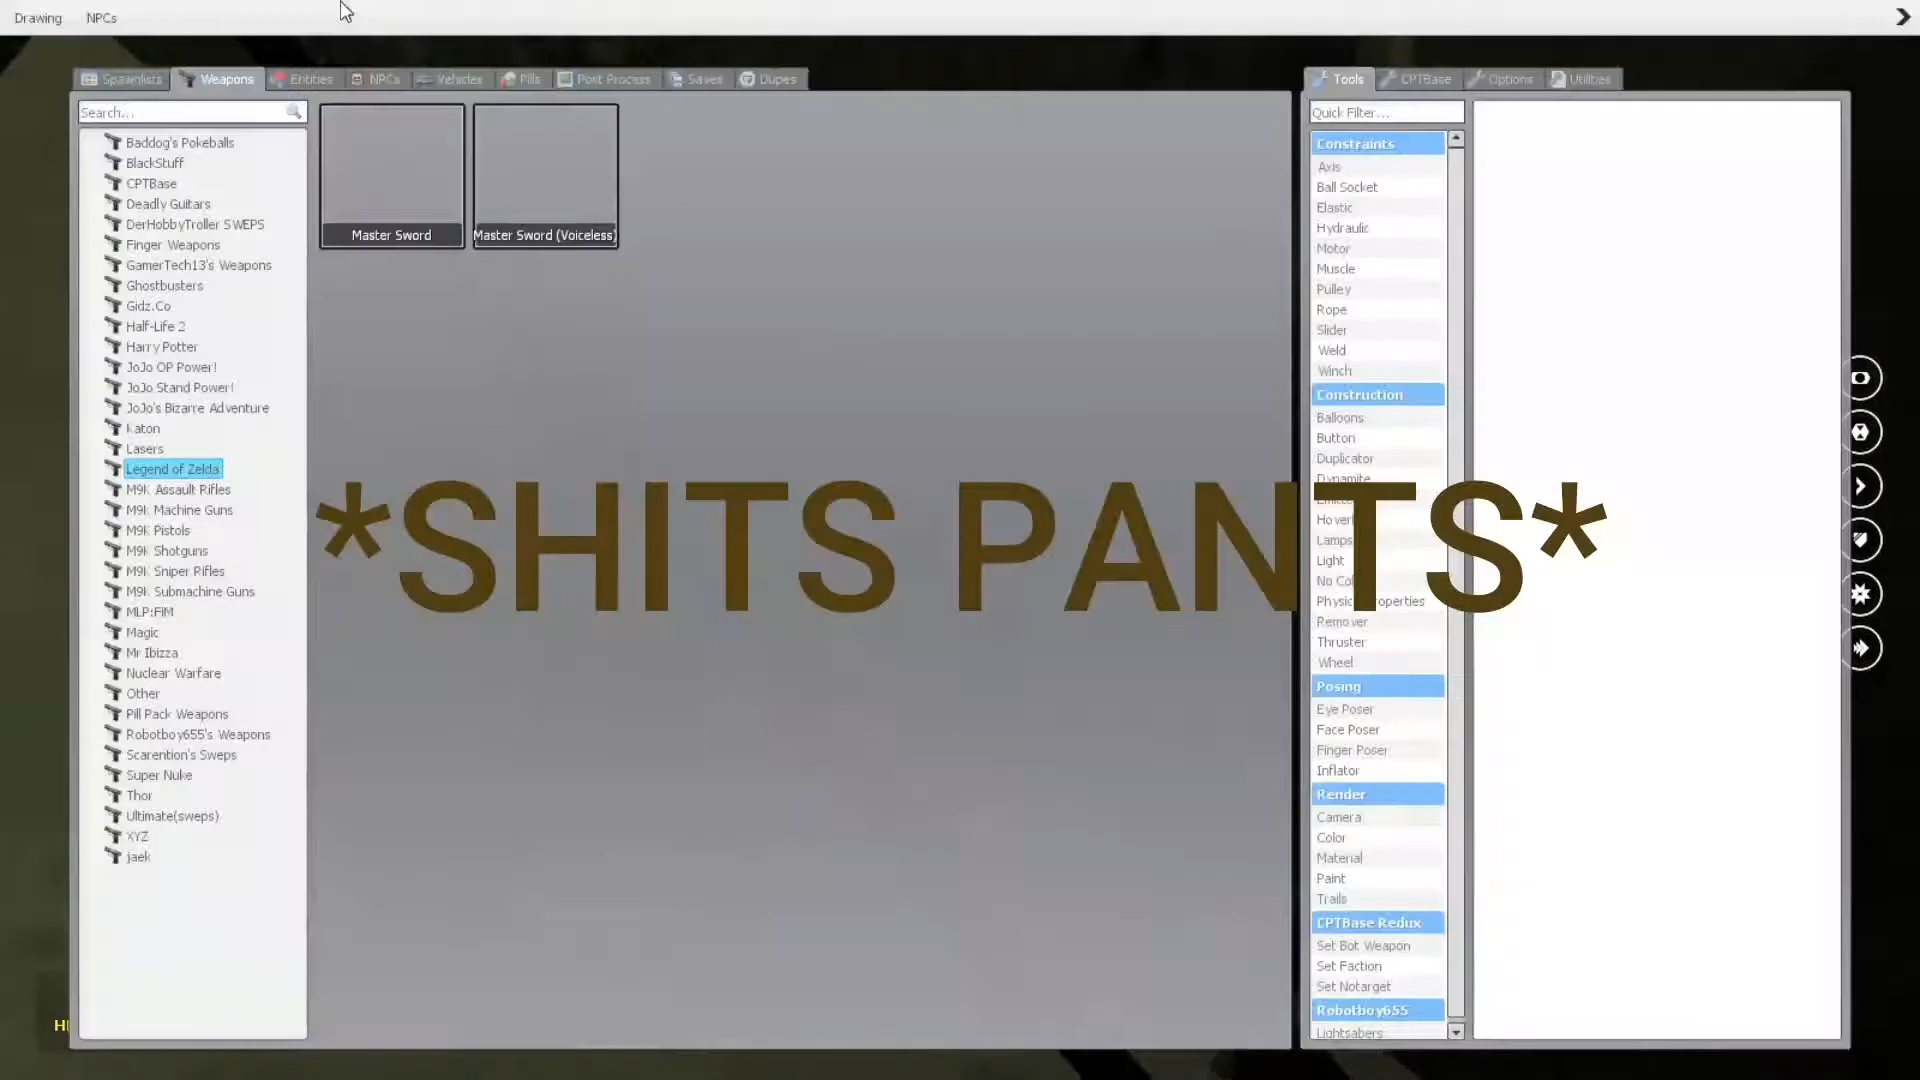 Drawing NPCs
Spawnlists Weapons Entities NPCs Vehicles Pills Post Process Saves Dupes
Search...
Baddog's Pokeballs
BlackStuff
CPTBase
Deadly Guitars
DerHobbyTroller SWEPS
Finger Weapons
GamerTech13's Weapons
Ghostbusters
Gidz.Co
Half-Life 2
Harry Potter
JoJo OP Power!
JoJo Stand Power!
JoJo's Bizarre Adventure
Katon
Lasers
Legend of Zelda
M9K Assault Rifles
M9K Machine Guns
M9K Pistols
M9K Shotguns
M9K Sniper Rifles
M9K Submachine Guns
MLP:FiM
Magic
Mr Ibizza
Nuclear Warfare
Other
Pill Pack Weapons
Robotboy655's Weapons
Scarention's Sweps
Super Nuke
Thor
Ultimate(sweps)
XYZ
jaek
Master Sword
Master Sword (Voiceless)
*SHITS PANTS*
Tools CPTBase Options Utilities
Quick Filter...
Constraints
Axis
Ball Socket
Elastic
Hydraulic
Motor
Muscle
Pulley
Rope
Slider
Weld
Winch
Construction
Balloons
Button
Duplicator
Dynamite
Lamps
Light
Remover
Thruster
Wheel
Posing
Eye Poser
Face Poser
Finger Poser
Inflator
Render
Camera
Color
Material
Paint
Trails
CPTBase Redux
Set Bot Weapon
Set Faction
Set Notarget
Robotboy655
Lightsabers